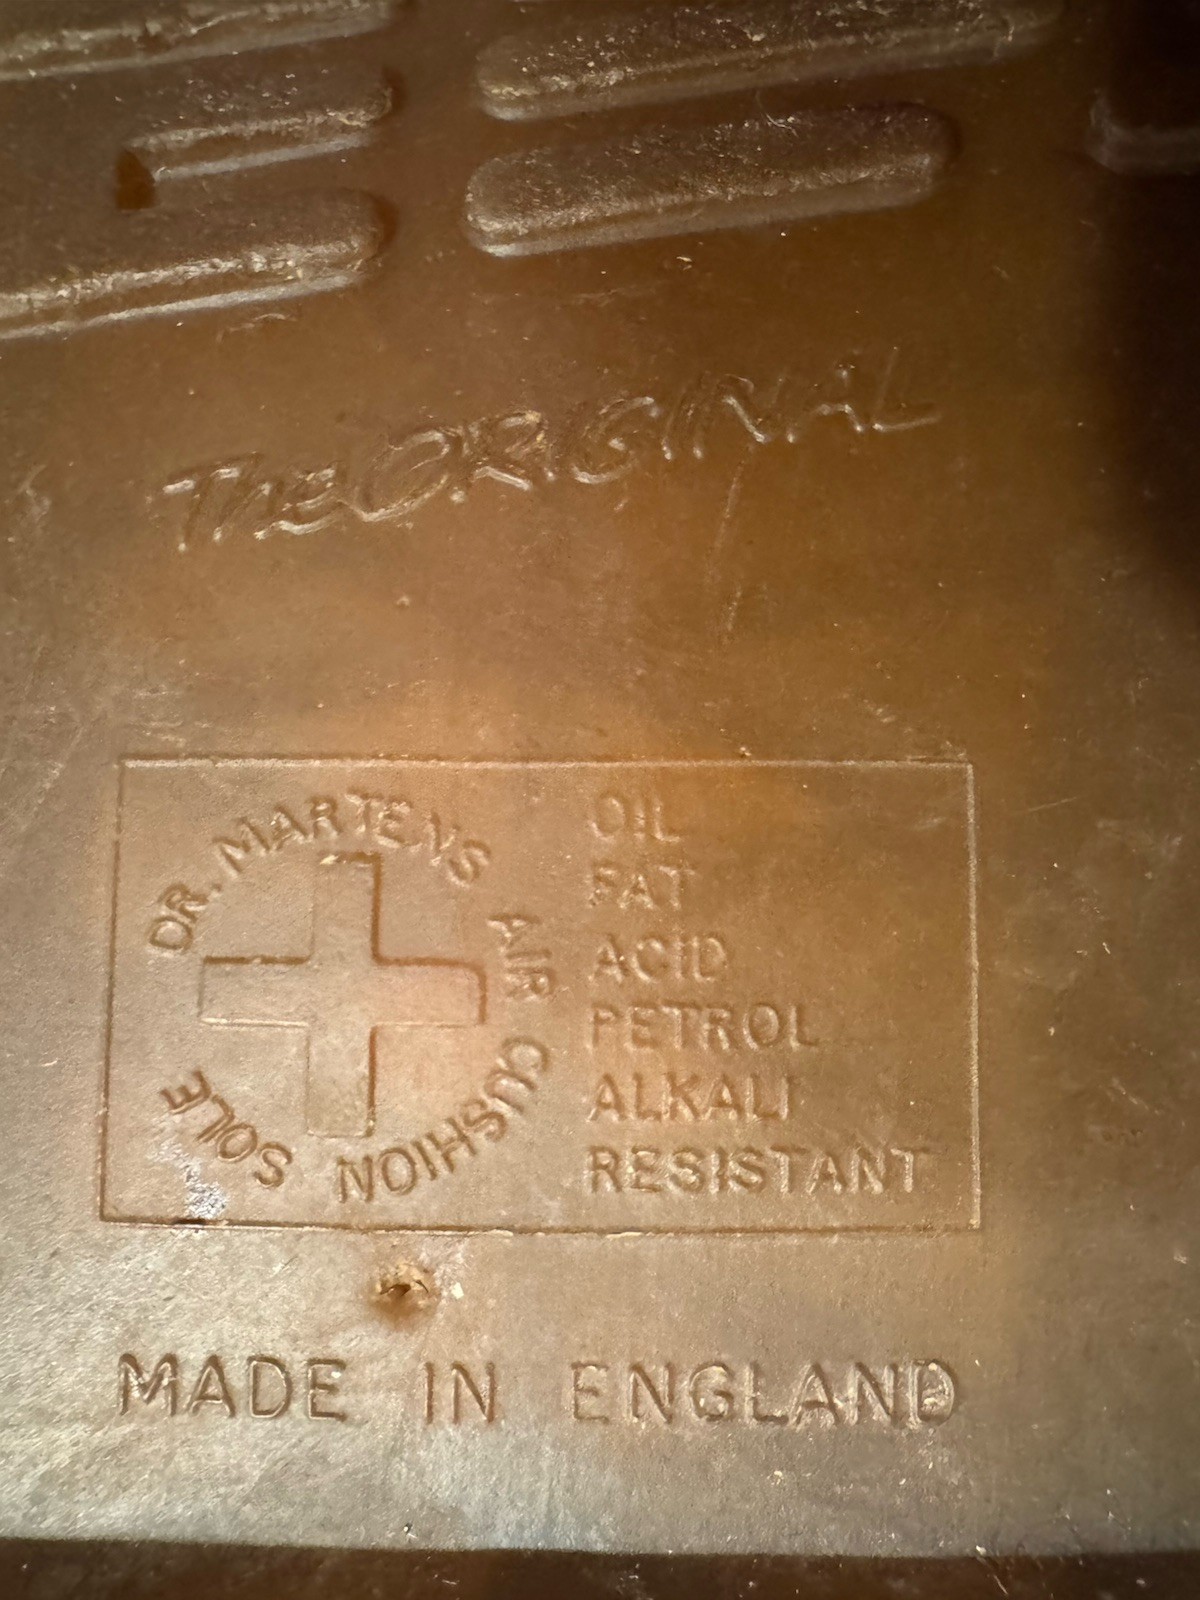 The ORIGINAL
DR. MARTENS AIR CUSHION SOLE
OIL
FAT
ACID
PETROL
ALKALI
RESISTANT
MADE IN ENGLAND